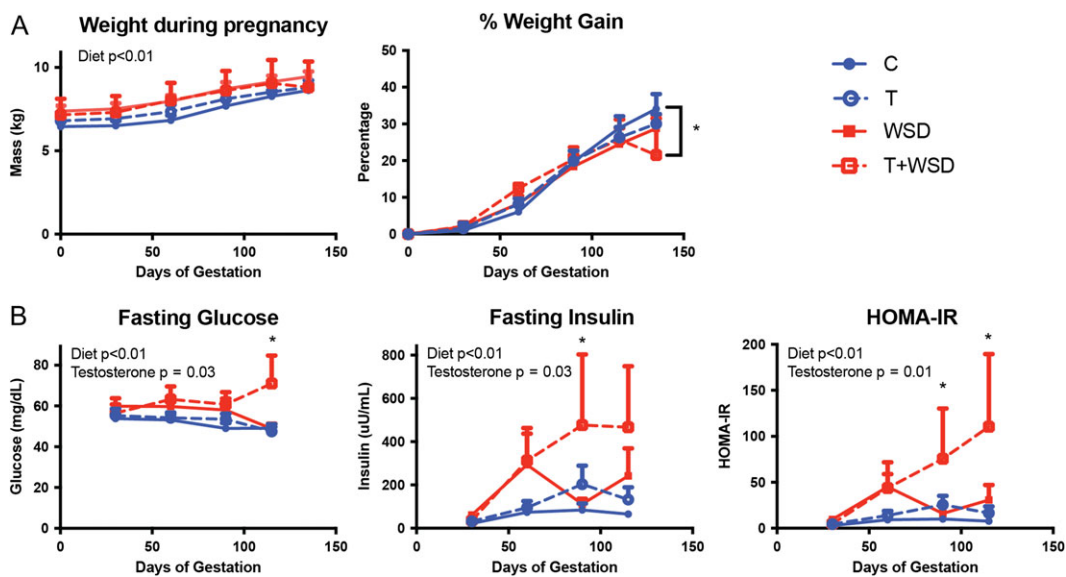 A
Weight during pregnancy
Diet p<0.01
Mass (kg)
10
5
0
0 50 100 150
Days of Gestation
% Weight Gain
Percentage
50
40
30
20
10
0
*
0 50 100 150
Days of Gestation
C
T
WSD
T+WSD
B
Fasting Glucose
Diet p<0.01
Testosterone p = 0.03
*
Glucose (mg/dL)
80
60
40
20
0
0 50 100 150
Days of Gestation
Fasting Insulin
Diet p<0.01
Testosterone p = 0.03
*
Insulin (uU/mL)
800
600
400
200
0
0 50 100 150
Days of Gestation
HOMA-IR
Diet p<0.01
Testosterone p = 0.01
*
*
HOMA-IR
200
150
100
50
0
0 50 100 150
Days of Gestation